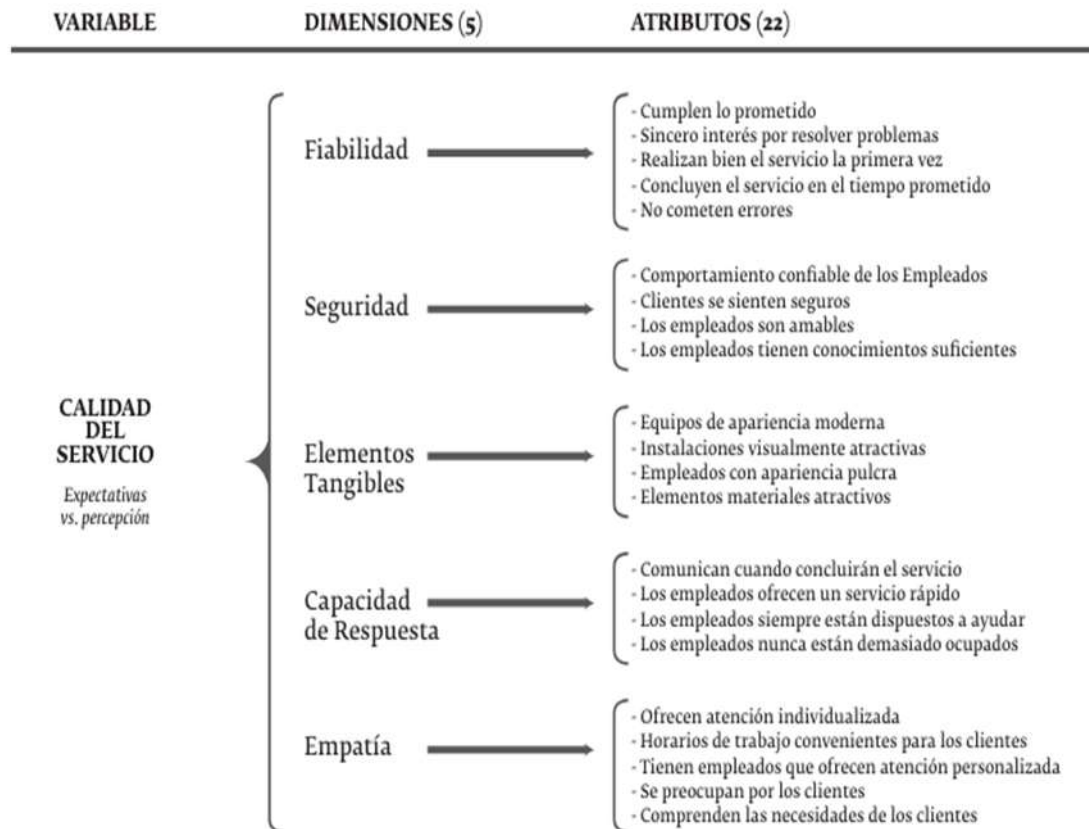 VARIABLE
DIMENSIONES (5)
ATRIBUTOS (22)
CALIDAD
DEL
SERVICIO
Expectativas
vs. percepción
Fiabilidad
- Cumplen lo prometido
- Sincero interés por resolver problemas
- Realizan bien el servicio la primera vez
- Concluyen el servicio en el tiempo prometido
- No cometen errores
Seguridad
- Comportamiento confiable de los Empleados
- Clientes se sienten seguros
- Los empleados son amables
- Los empleados tienen conocimientos suficientes
Elementos
Tangibles
- Equipos de apariencia moderna
- Instalaciones visualmente atractivas
- Empleados con apariencia pulcra
- Elementos materiales atractivos
Capacidad
de Respuesta
- Comunican cuando concluirán el servicio
- Los empleados ofrecen un servicio rápido
- Los empleados siempre están dispuestos a ayudar
- Los empleados nunca están demasiado ocupados
Empatía
- Ofrecen atención individualizada
- Horarios de trabajo convenientes para los clientes
- Tienen empleados que ofrecen atención personalizada
- Se preocupan por los clientes
- Comprenden las necesidades de los clientes